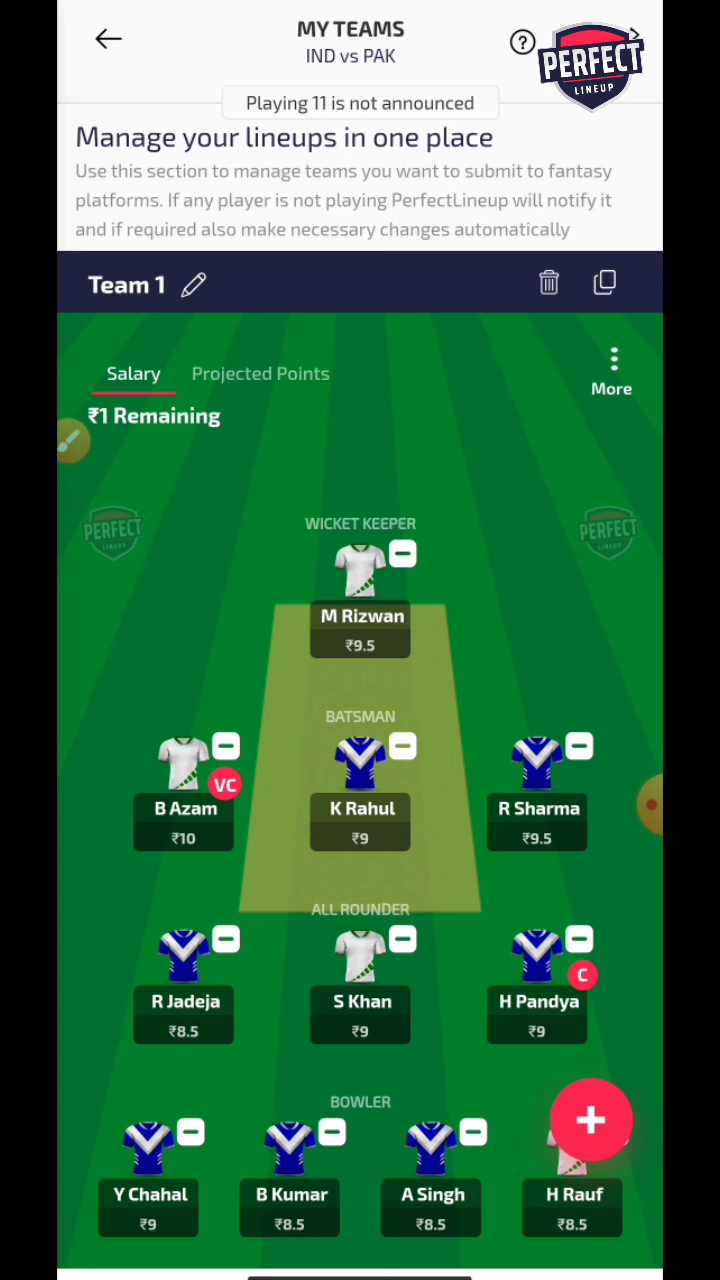 MY TEAMS
IND vs PAK
?
PERFECT
LINEUP
Playing 11 is not announced
Manage your lineups in one place
Use this section to manage teams you want to submit to fantasy
platforms. If any player is not playing PerfectLineup will notify it
and if required also make necessary changes automatically
Team 1
Salary Projected Points
More
₹1 Remaining
PERFECT
LINEUP
PERFECT
LINEUP
WICKET KEEPER
M Rizwan
₹9.5
BATSMAN
VC
B Azam K Rahul R Sharma
₹10 ₹9 ₹9.5
ALL ROUNDER
C
R Jadeja S Khan H Pandya
₹8.5 ₹9 ₹9
BOWLER
Y Chahal B Kumar A Singh H Rauf
₹9 ₹8.5 ₹8.5 ₹8.5